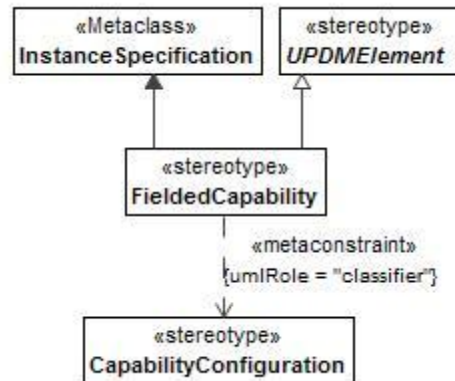 «Metaclass»
InstanceSpecification
«stereotype»
UPDMElement
«stereotype»
FieldedCapability
«metaconstraint»
{umlRole = "classifier"}
«stereotype»
CapabilityConfiguration